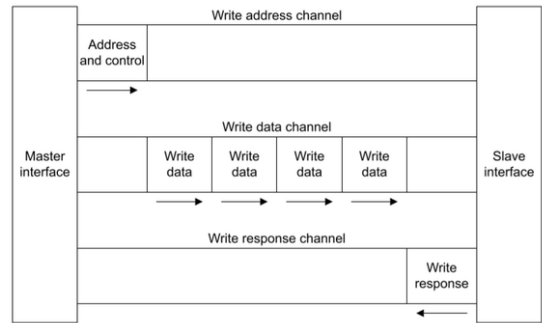 Write address channel
Address
and control
Write data channel
Master
interface
Write
data
Write
data
Write
data
Write
data
Slave
interface
Write response channel
Write
response